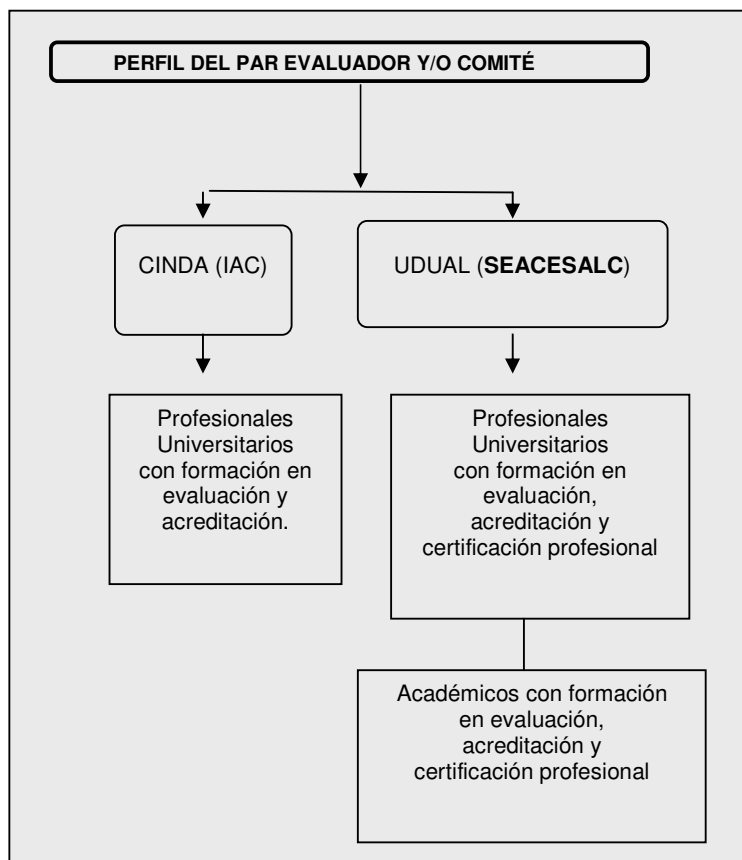 PERFIL DEL PAR EVALUADOR Y/O COMITÉ
CINDA (IAC)
UDUAL (SEACESALC)
Profesionales
Universitarios
con formación en
evaluación y
acreditación.
Profesionales
Universitarios
con formación en
evaluación,
acreditación y
certificación profesional
Académicos con formación
en evaluación,
acreditación y
certificación profesional